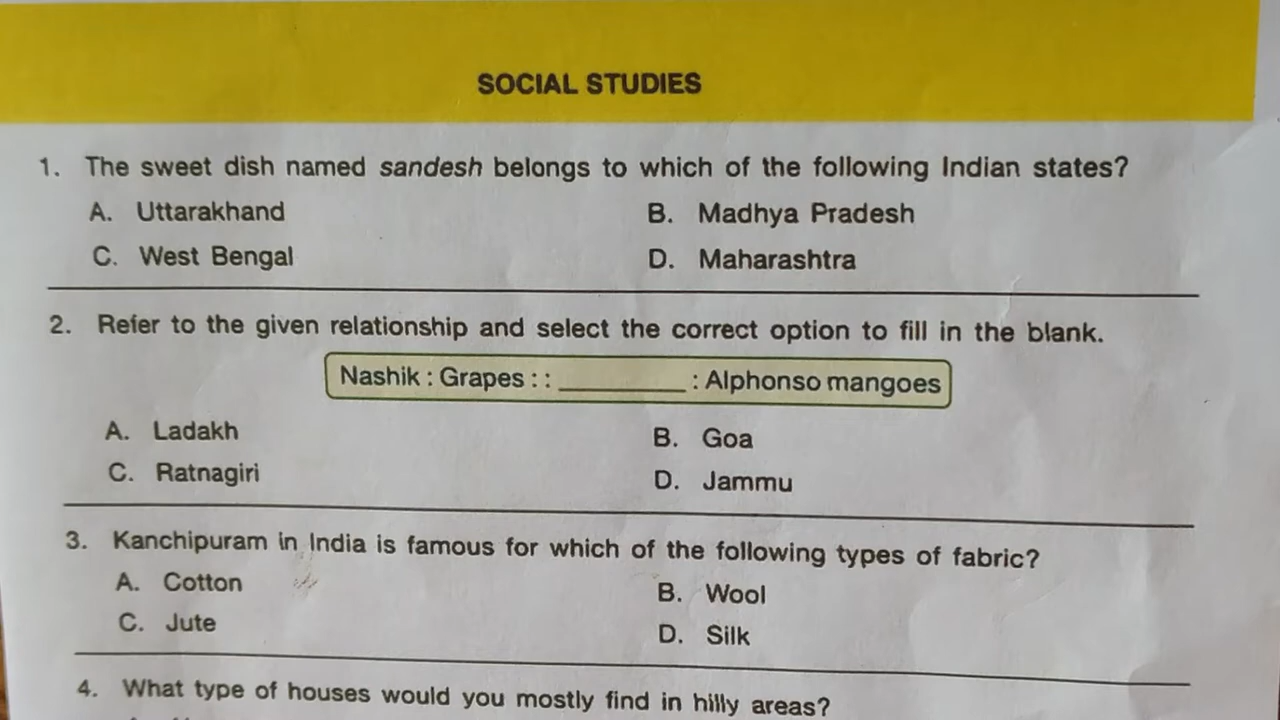 SOCIAL STUDIES
1. The sweet dish named sandesh belongs to which of the following Indian states?
A. Uttarakhand B. Madhya Pradesh
C. West Bengal D. Maharashtra
2. Refer to the given relationship and select the correct option to fill in the blank.
Nashik : Grapes : : ________ : Alphonso mangoes
A. Ladakh B. Goa
C. Ratnagiri D. Jammu
3. Kanchipuram in India is famous for which of the following types of fabric?
A. Cotton B. Wool
C. Jute D. Silk
4. What type of houses would you mostly find in hilly areas?